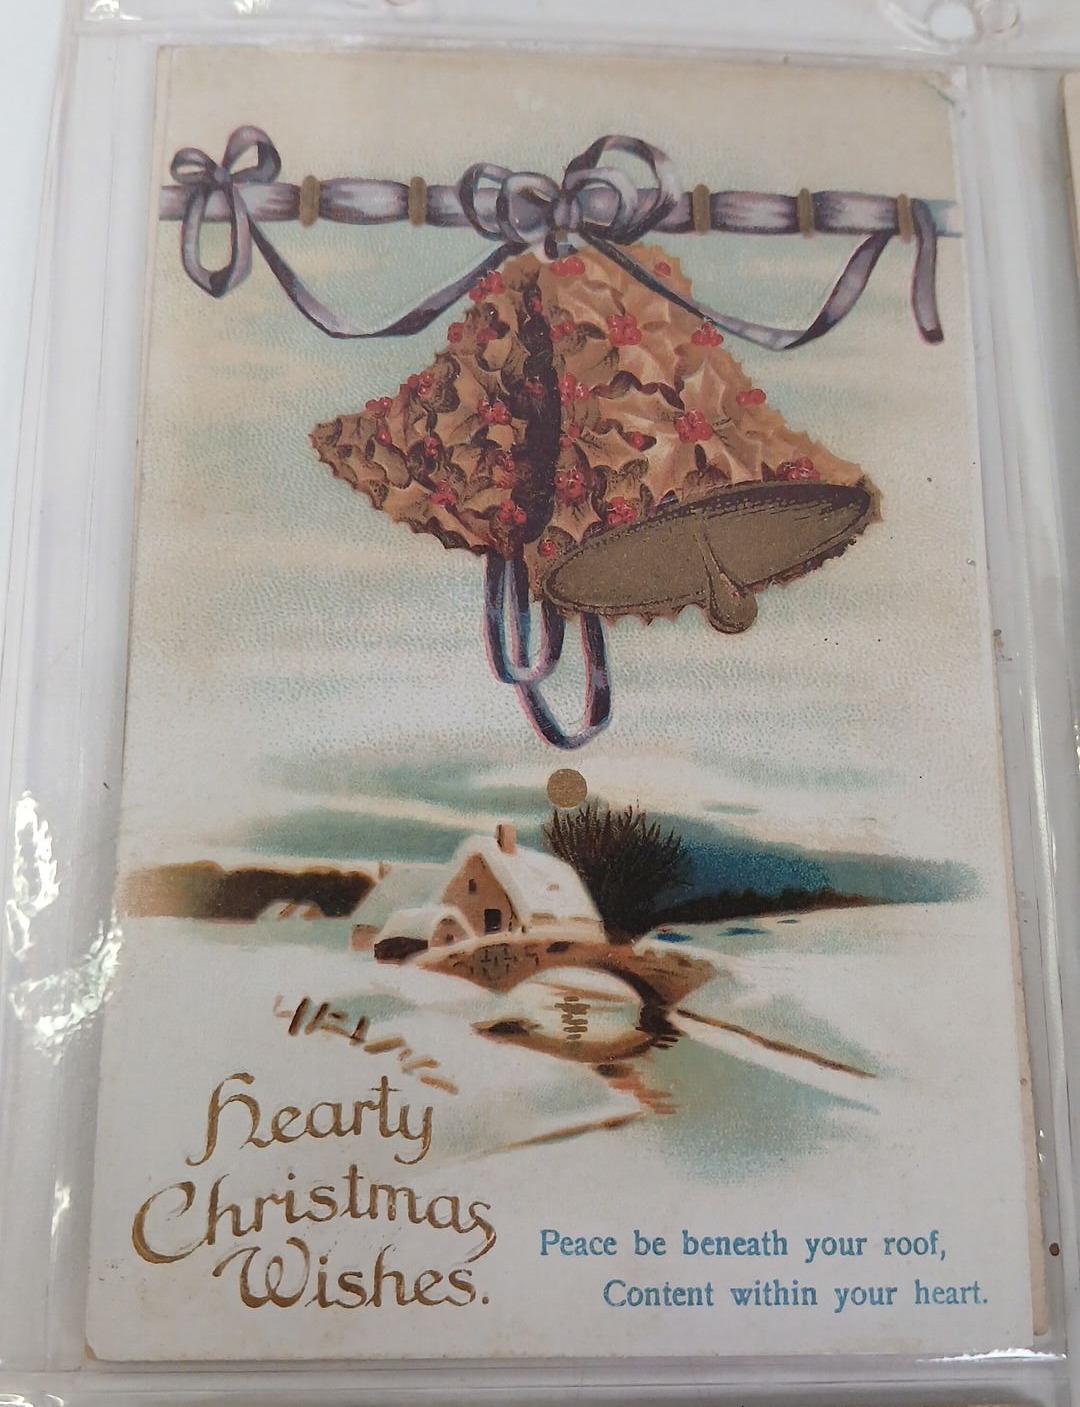 Hearty
Christmas
Wishes.
Peace be beneath your roof,
Content within your heart.